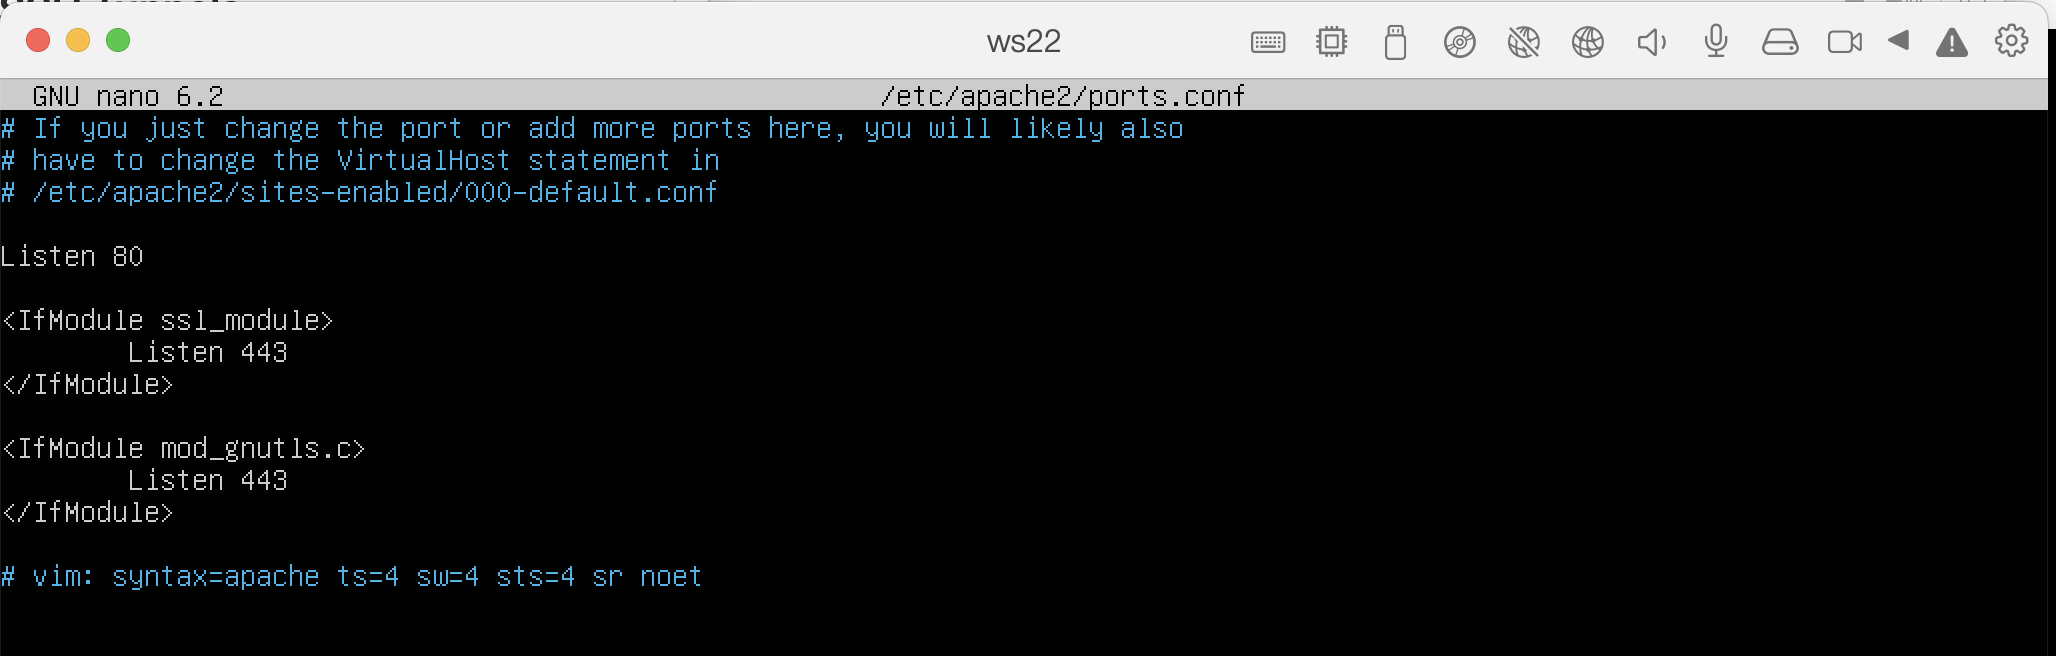 ws22
GNU nano 6.2 /etc/apache2/ports.conf
# If you just change the port or add more ports here, you will likely also
# have to change the VirtualHost statement in
# /etc/apache2/sites-enabled/000-default.conf
Listen 80
<IfModule ssl_module>
Listen 443
</IfModule>
<IfModule mod_gnutls.c>
Listen 443
</IfModule>
# vim: syntax=apache ts=4 sw=4 sts=4 sr noet